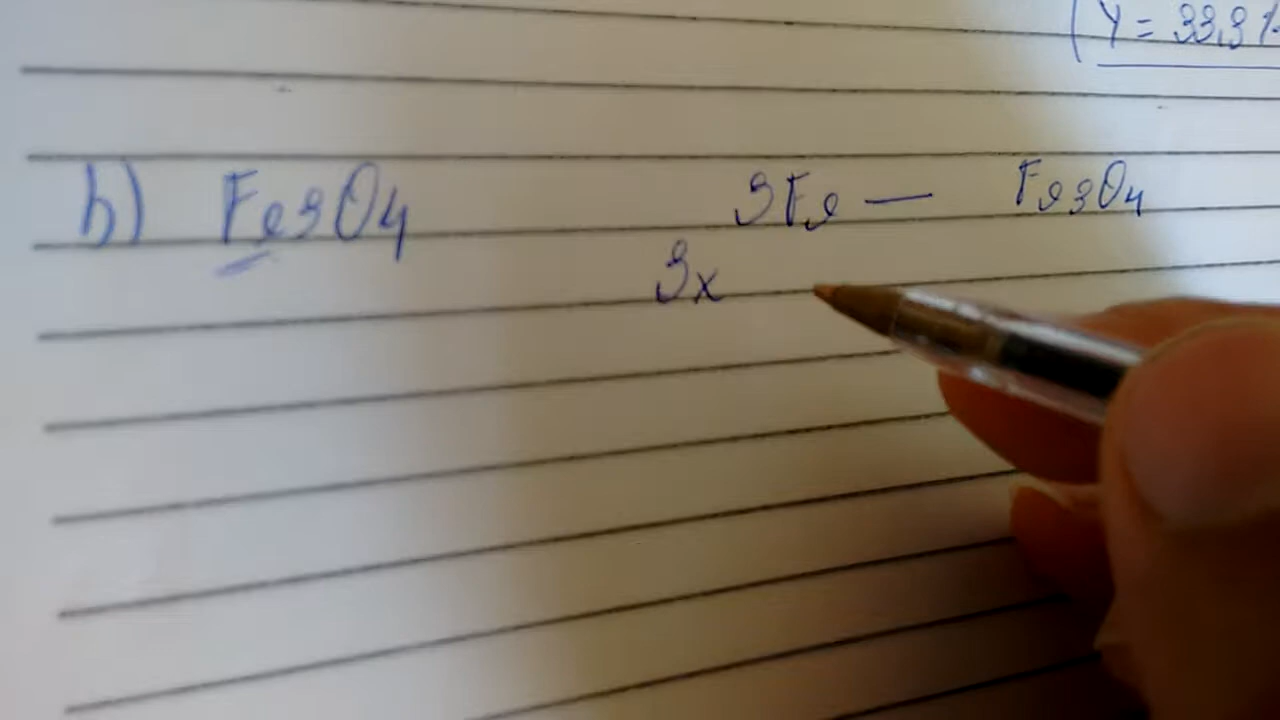 Y = 33,3 %
b) Fe3O4
3Fe — Fe3O4
3x